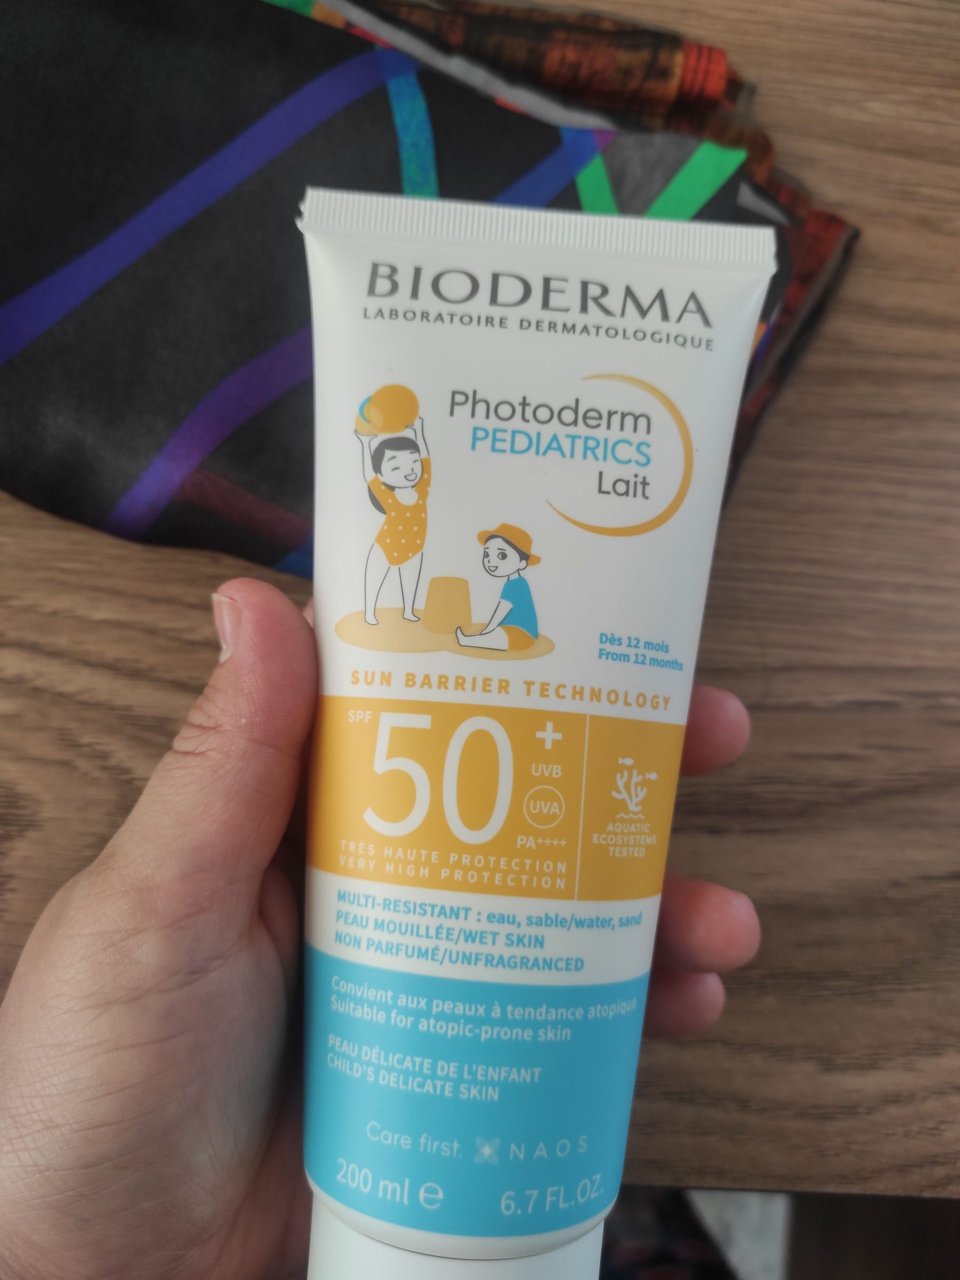 BIODERMA
LABORATOIRE DERMATOLOGIQUE
Photoderm
PEDIATRICS
Lait
Dès 12 mois
From 12 months
SUN BARRIER TECHNOLOGY
SPF 50+
UVB
UVA
PA++++
AQUATIC
ECOSYSTEMS
TESTED
TRÈS HAUTE PROTECTION
VERY HIGH PROTECTION
MULTI-RESISTANT : eau, sable/water, sand
PEAU MOUILLÉE/WET SKIN
NON PARFUMÉ/UNFRAGRANCED
Convient aux peaux à tendance atopique
Suitable for atopic-prone skin
PEAU DÉLICATE DE L'ENFANT
CHILD'S DELICATE SKIN
Care first. NAOS
200 ml e 6.7 FL.OZ.